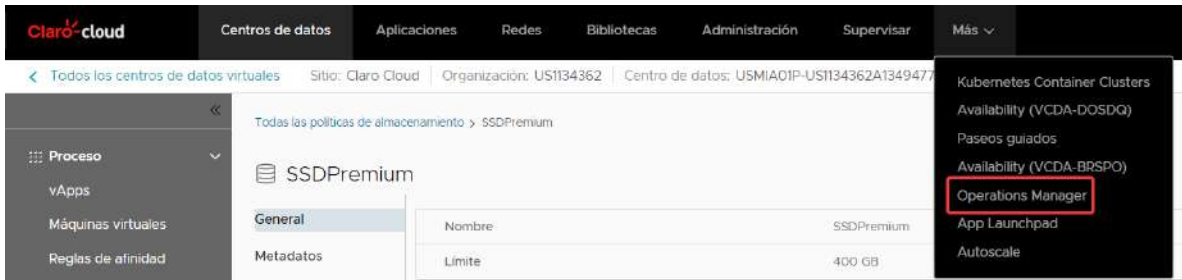 Claro-cloud Centros de datos Aplicaciones Redes Bibliotecas Administración Supervisar Más
Todos los centros de datos virtuales Sitio: Claro Cloud Organización: US1134362 Centro de datos: USMIA01P-US1134362A1349477
Kubernetes Container Clusters
Availability (VCDA-DOSDQ)
Paseos guiados
Availability (VCDA-BRSPO)
Operations Manager
App Launchpad
Autoscale
Proceso
vApps
Máquinas virtuales
Reglas de afinidad
Todas las políticas de almacenamiento > SSDPremium
SSDPremium
General
Metadatos
Nombre SSDPremium
Límite 400 GB